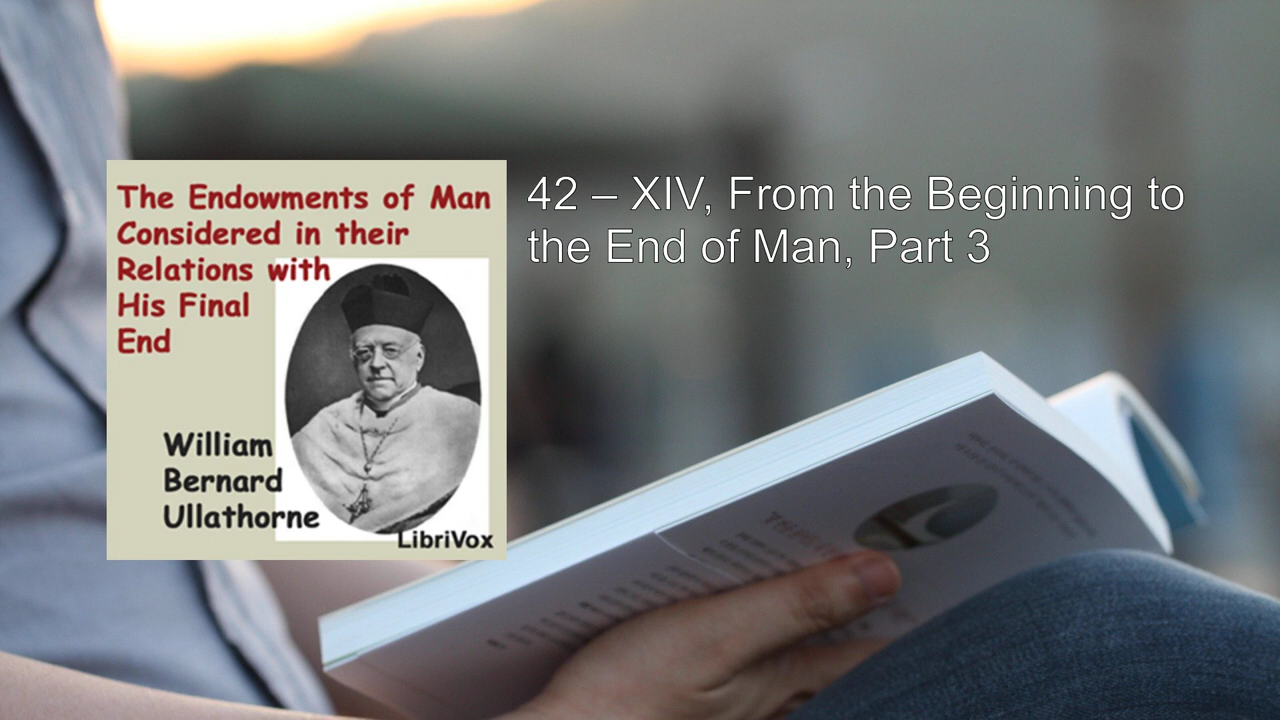 The Endowments of Man
Considered in their
Relations with
His Final
End
William
Bernard
Ullathorne
LibriVox
42 – XIV, From the Beginning to
the End of Man, Part 3